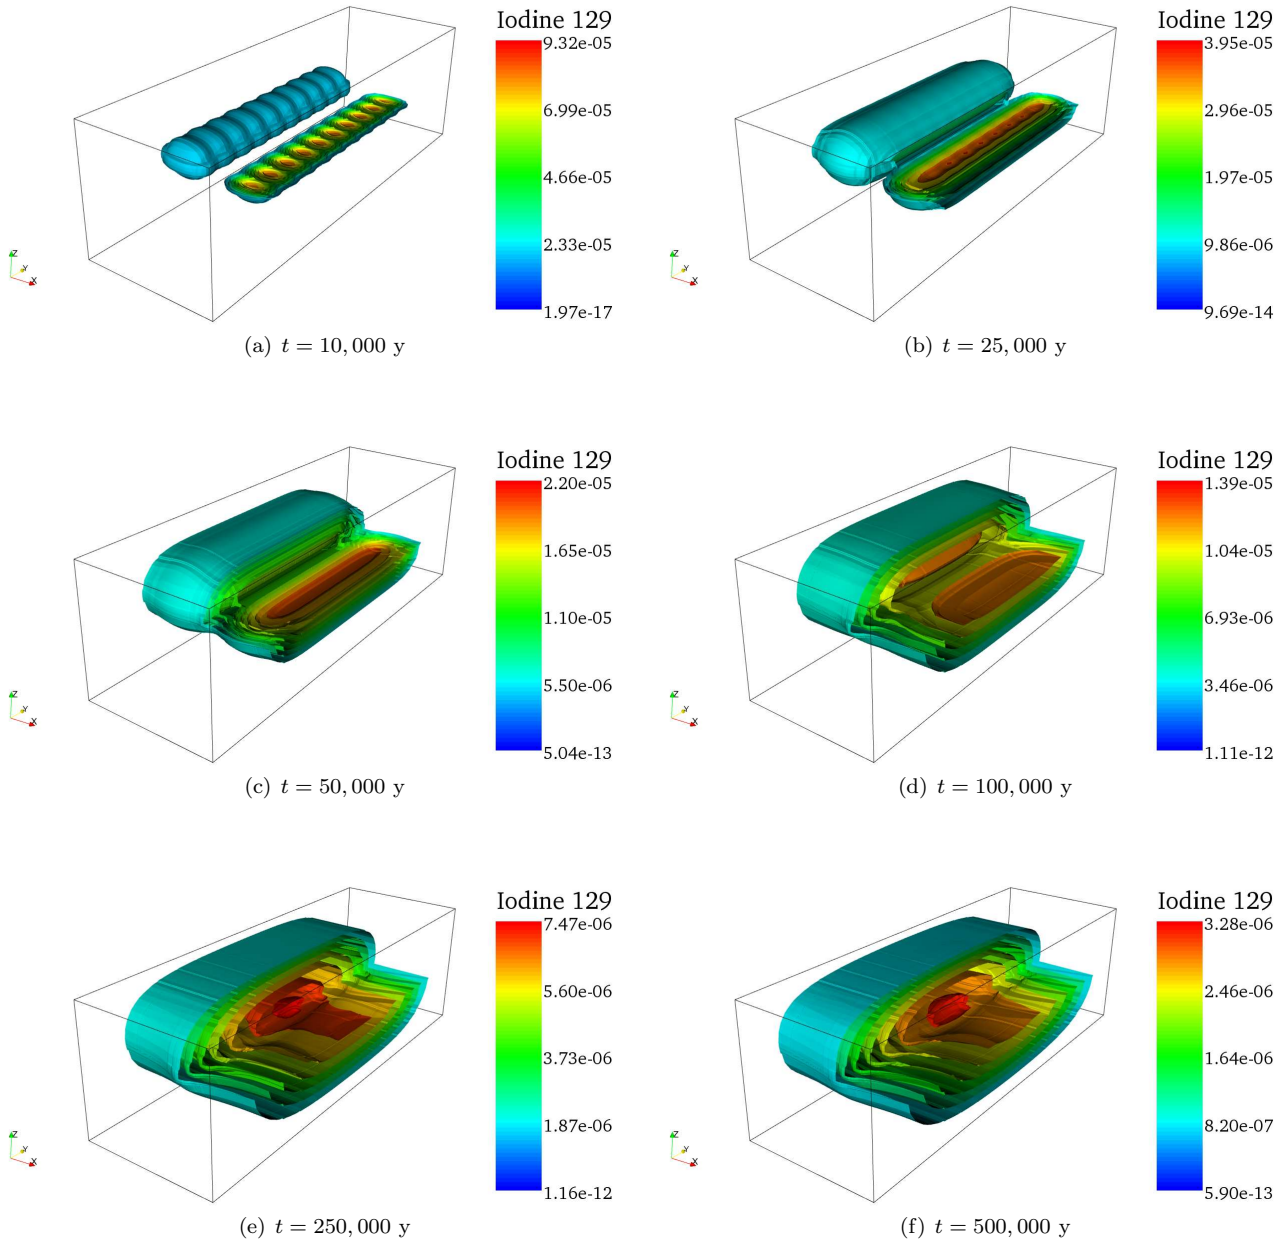 Iodine 129
9.32e-05
6.99e-05
4.66e-05
2.33e-05
1.97e-17
Z
Y
X
(a) t = 10,000 y
Iodine 129
3.95e-05
2.96e-05
1.97e-05
9.86e-06
9.69e-14
Z
Y
X
(b) t = 25,000 y
Iodine 129
2.20e-05
1.65e-05
1.10e-05
5.50e-06
5.04e-13
Z
Y
X
(c) t = 50,000 y
Iodine 129
1.39e-05
1.04e-05
6.93e-06
3.46e-06
1.11e-12
Z
Y
X
(d) t = 100,000 y
Iodine 129
7.47e-06
5.60e-06
3.73e-06
1.87e-06
1.16e-12
Z
Y
X
(e) t = 250,000 y
Iodine 129
3.28e-06
2.46e-06
1.64e-06
8.20e-07
5.90e-13
Z
Y
X
(f) t = 500,000 y